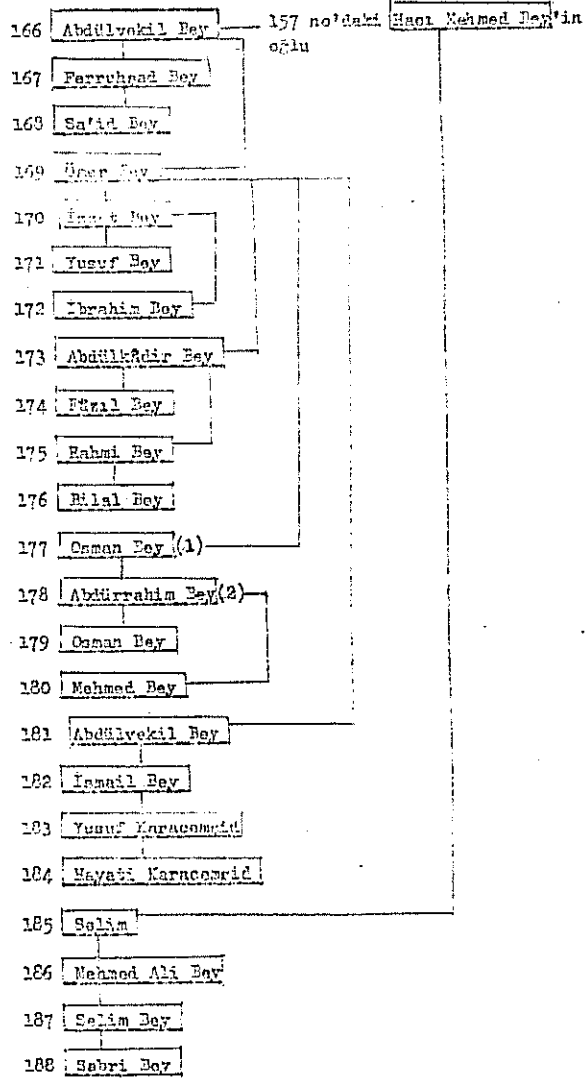 166 Abdülvekil Bey 157 no'daki Hacı Mehmed Bey'in
oğlu
167 Ferruhsad Bey
168 Sa'id Bey
169 Ömer Bey
170 İzzet Bey
171 Yusuf Bey
172 İbrahim Bey
173 Abdülkâdir Bey
174 Fâzıl Bey
175 Rahmi Bey
176 Bilal Bey
177 Osman Bey (1)
178 Abdürrahim Bey (2)
179 Osman Bey
180 Mehmed Bey
181 Abdülvekil Bey
182 İsmail Bey
183 Yusuf
184 Hayati
185 Selim
186 Mehmed Ali Bey
187 Selim Bey
188 Sabri Bey